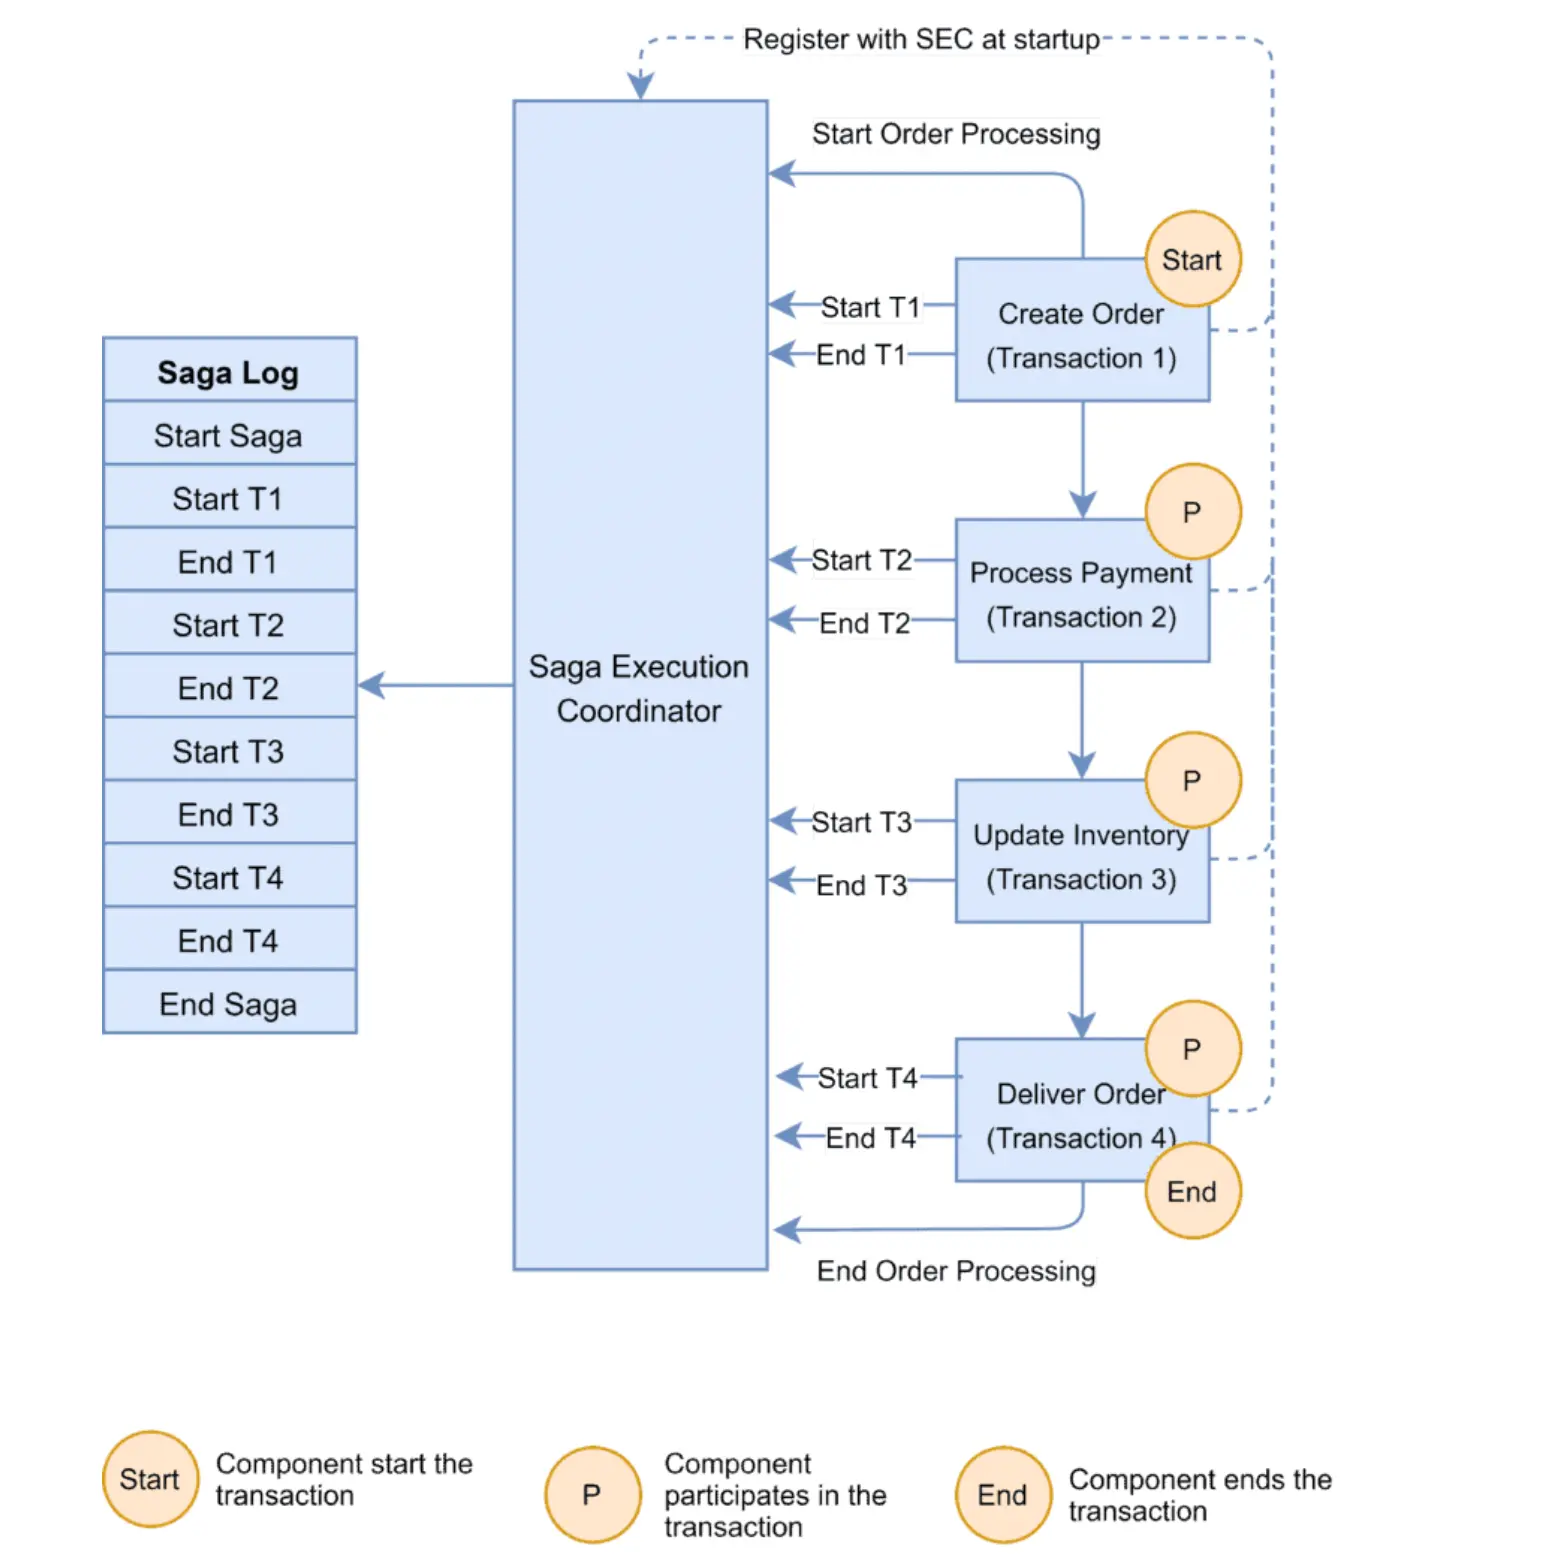 Register with SEC at startup
Start Order Processing
Start
Create Order
(Transaction 1)
Start T1
End T1
P
Process Payment
(Transaction 2)
Start T2
End T2
Saga Execution
Coordinator
P
Update Inventory
(Transaction 3)
Start T3
End T3
P
Deliver Order
(Transaction 4)
Start T4
End T4
End
End Order Processing
Saga Log
Start Saga
Start T1
End T1
Start T2
End T2
Start T3
End T3
Start T4
End T4
End Saga
Start
Component start the
transaction
P
Component
participates in the
transaction
End
Component ends the
transaction